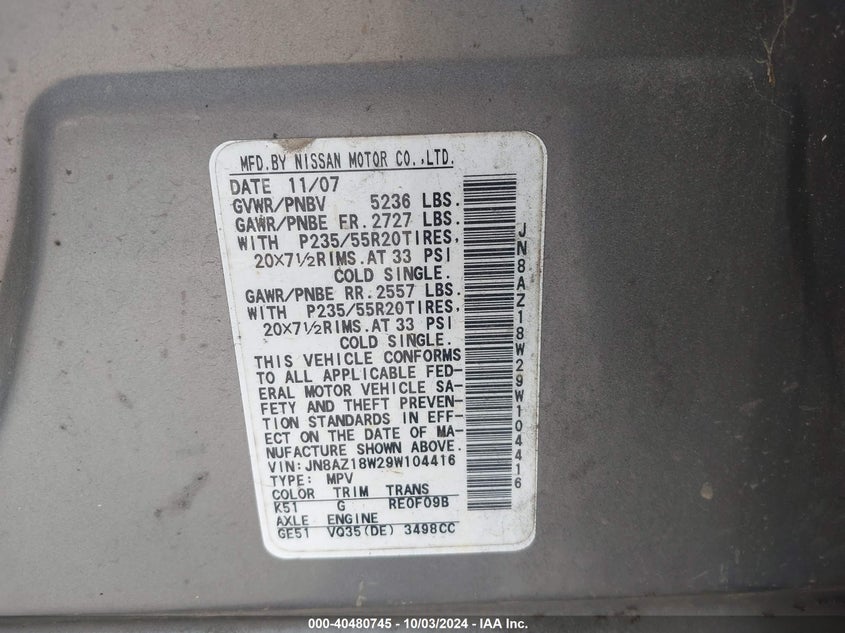 MFD.BY NISSAN MOTOR CO.,LTD.
DATE 11/07
GVWR/PNBV 5236 LBS.
GAWR/PNBE FR.2727 LBS.
WITH P235/55R20TIRES,
20×7½RIMS.AT 33 PSI
COLD SINGLE.
GAWR/PNBE RR.2557 LBS.
WITH P235/55R20TIRES,
20×7½RIMS.AT 33 PSI
COLD SINGLE.
THIS VEHICLE CONFORMS
TO ALL APPLICABLE FED-
ERAL MOTOR VEHICLE SA-
FETY AND THEFT PREVEN-
TION STANDARDS IN EFF-
ECT ON THE DATE OF MA-
NUFACTURE SHOWN ABOVE.
VIN: JN8AZ18W29W104416
TYPE: MPV
COLOR TRIM TRANS
K51 G RE0F09B
AXLE ENGINE
GE51 VQ35(DE) 3498CC
JN8AZ18W29W104416
000-40480745 - 10/03/2024 - IAA Inc.